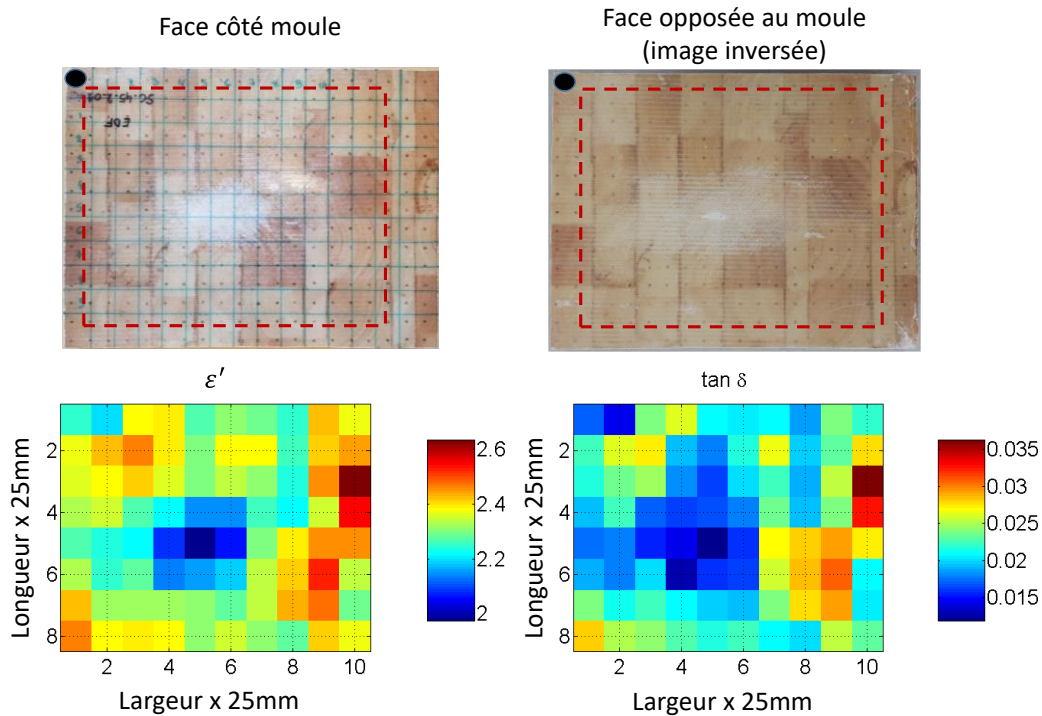 Face côté moule
Face opposée au moule
(image inversée)
EDF
ε′
tan δ
Longueur x 25mm
2
4
6
8
2
4
6
8
10
Largeur x 25mm
2.6
2.4
2.2
2
Longueur x 25mm
2
4
6
8
2
4
6
8
10
Largeur x 25mm
0.035
0.03
0.025
0.02
0.015